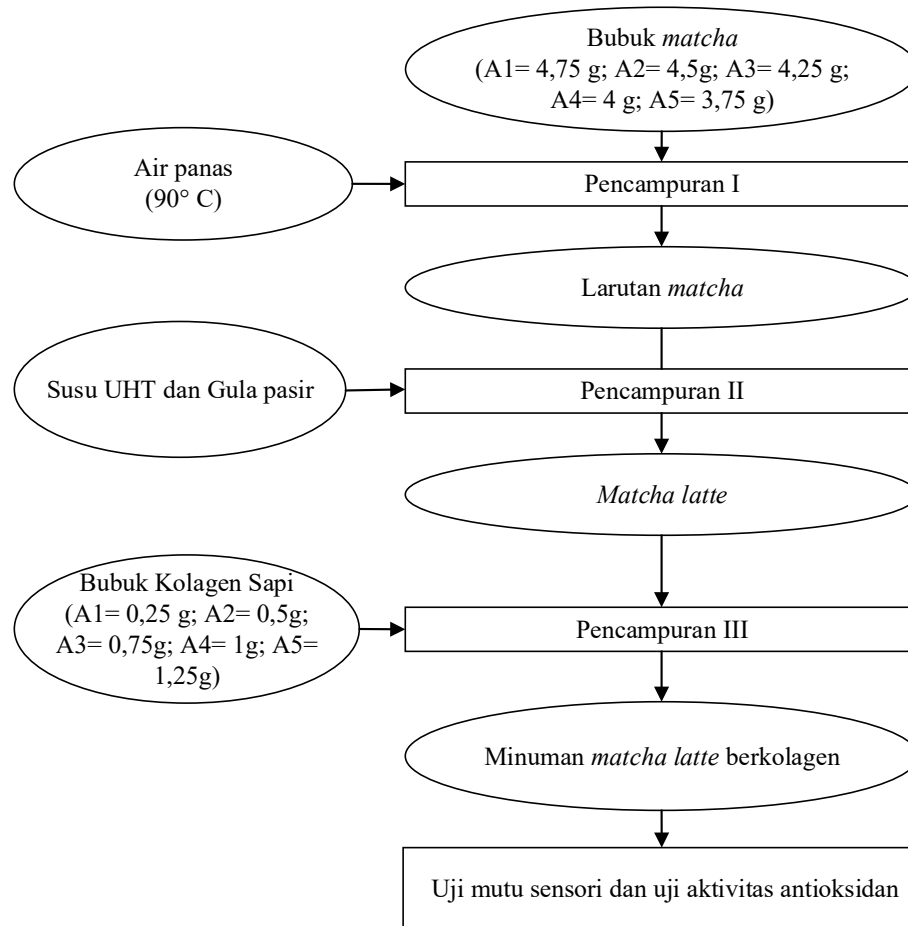 Bubuk matcha
(A1= 4,75 g; A2= 4,5g; A3= 4,25 g;
A4= 4 g; A5= 3,75 g)
Air panas
(90° C)
Pencampuran I
Larutan matcha
Susu UHT dan Gula pasir
Pencampuran II
Matcha latte
Bubuk Kolagen Sapi
(A1= 0,25 g; A2= 0,5g;
A3= 0,75g; A4= 1g; A5=
1,25g)
Pencampuran III
Minuman matcha latte berkolagen
Uji mutu sensori dan uji aktivitas antioksidan